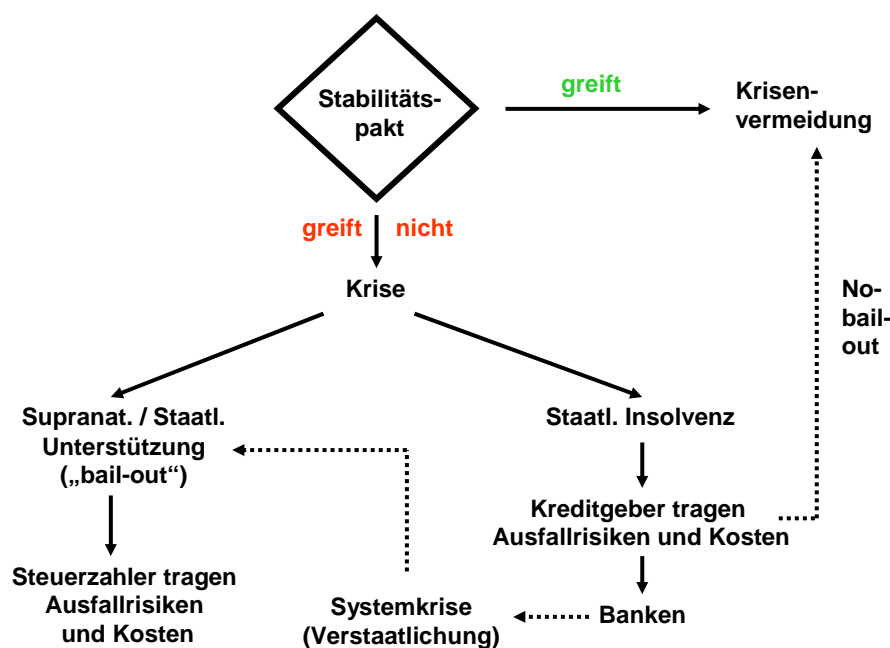 Stabilitäts-
pakt
greift
Krisen-
vermeidung
greift nicht
Krise
No-
bail-
out
Supranat. / Staatl.
Unterstützung
(„bail-out“)
Staatl. Insolvenz
Kreditgeber tragen
Ausfallrisiken und Kosten
Steuerzahler tragen
Ausfallrisiken
und Kosten
Systemkrise
(Verstaatlichung)
Banken